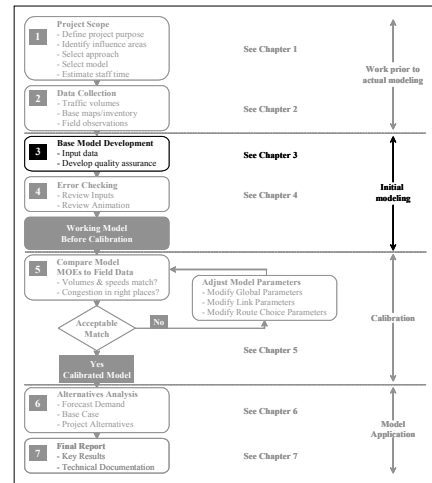 Project Scope
1
- Define project purpose
- Identify influence areas
- Select approach
- Select model
- Estimate staff time
See Chapter 1
Work prior to
actual modeling
Data Collection
2
- Traffic volumes
- Base maps/inventory
- Field observations
See Chapter 2
Base Model Development
3
- Input data
- Develop quality assurance
See Chapter 3
Initial
modeling
Error Checking
4
- Review Inputs
- Review Animation
See Chapter 4
Working Model
Before Calibration
Compare Model
MOEs to Field Data
5
- Volumes & speeds match?
- Congestion in right places?
Adjust Model Parameters
- Modify Global Parameters
- Modify Link Parameters
- Modify Route Choice Parameters
Acceptable
Match
No
Calibration
Yes
Calibrated Model
See Chapter 5
Alternatives Analysis
6
- Forecast Demand
- Base Case
- Project Alternatives
See Chapter 6
Model
Application
Final Report
7
- Key Results
- Technical Documentation
See Chapter 7